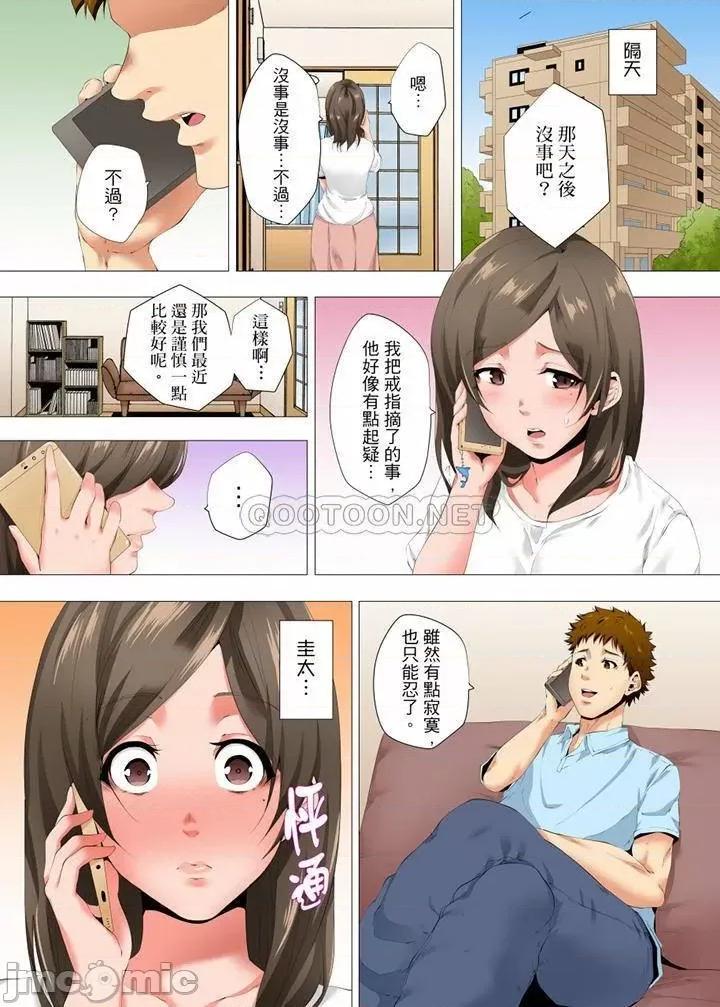 隔天
那天之後
沒事吧？
嗯…
沒事是沒事…不過…
不過？
我把戒指摘了的事，
他好像有點起疑…
這樣啊…
那我們最近
還是謹慎一點
比較好呢。
…
QOOTOON.NET
雖然有點寂寞，
也只能忍了。
圭太…
怦通
jmcomic